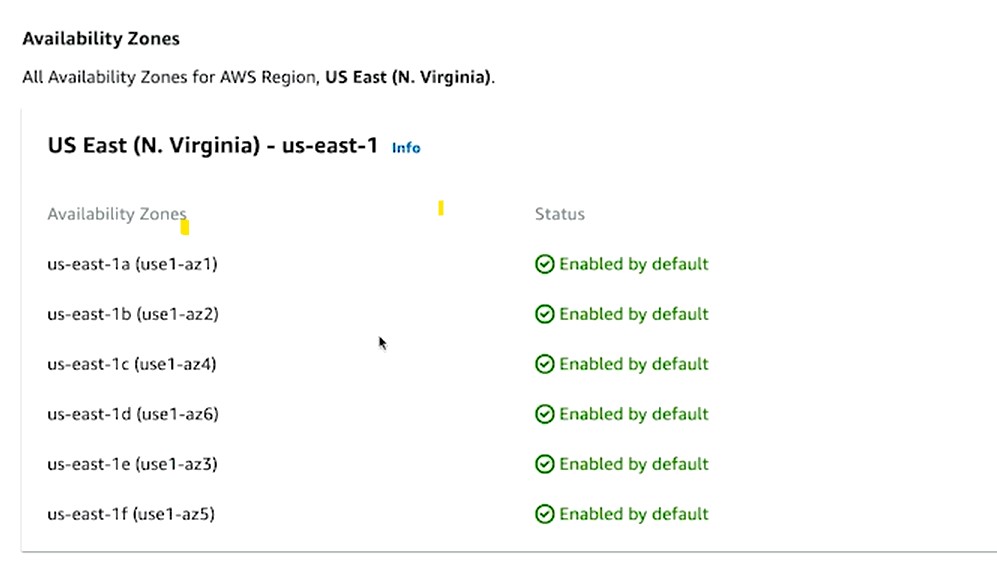 Availability Zones
All Availability Zones for AWS Region, US East (N. Virginia).
US East (N. Virginia) - us-east-1 Info
Availability Zones Status
us-east-1a (use1-az1) Enabled by default
us-east-1b (use1-az2) Enabled by default
us-east-1c (use1-az4) Enabled by default
us-east-1d (use1-az6) Enabled by default
us-east-1e (use1-az3) Enabled by default
us-east-1f (use1-az5) Enabled by default